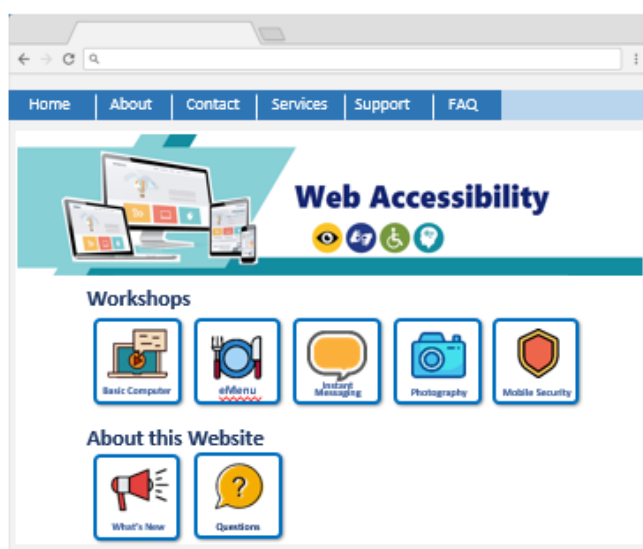 Home About Contact Services Support FAQ
Web Accessibility
Workshops
Basic Computer
eMenu
Instant
Messaging
Photography
Mobile Security
About this Website
What's New
Questions
?